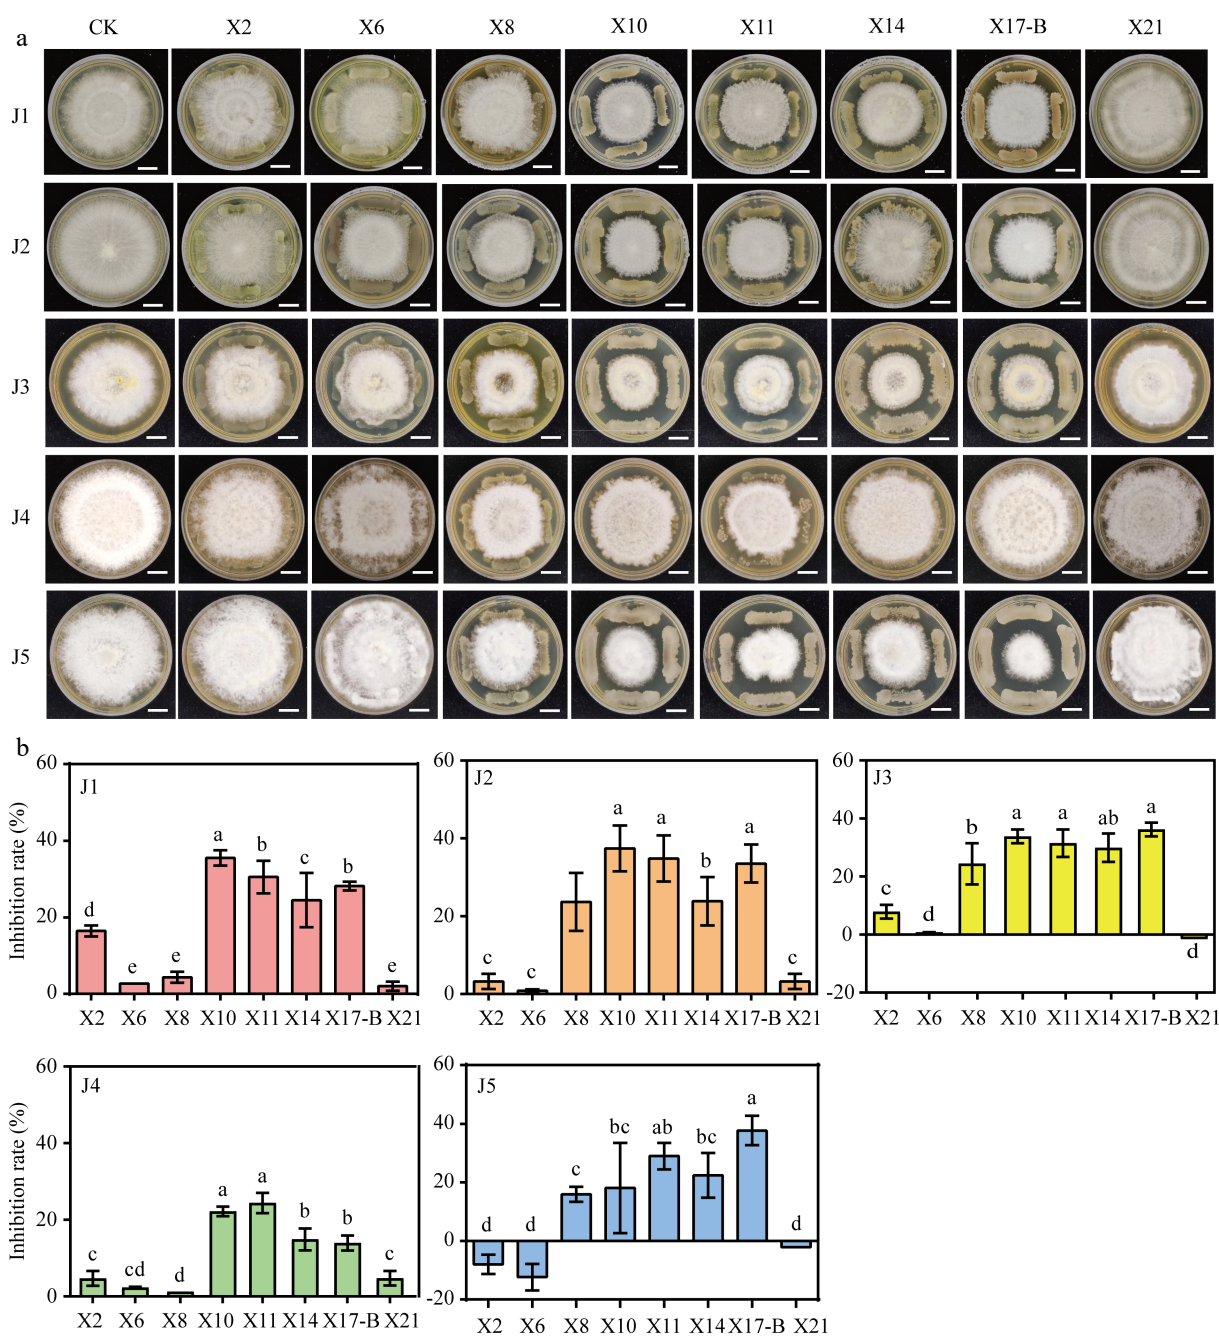 a
CK X2 X6 X8 X10 X11 X14 X17-B X21
J1
J2
J3
J4
J5
b
Inhibition rate (%)
60
40
20
0
J1
d e e a b c b e
X2 X6 X8 X10 X11 X14 X17-B X21
60
40
20
0
J2
c c a a b a c
X2 X6 X8 X10 X11 X14 X17-B X21
60
40
20
0
-20
J3
c d b a a ab a d
X2 X6 X8 X10 X11 X14 X17-B X21
Inhibition rate (%)
60
40
20
0
J4
c cd d a a b b c
X2 X6 X8 X10 X11 X14 X17-B X21
60
40
20
0
-20
J5
d d c bc ab bc a d
X2 X6 X8 X10 X11 X14 X17-B X21